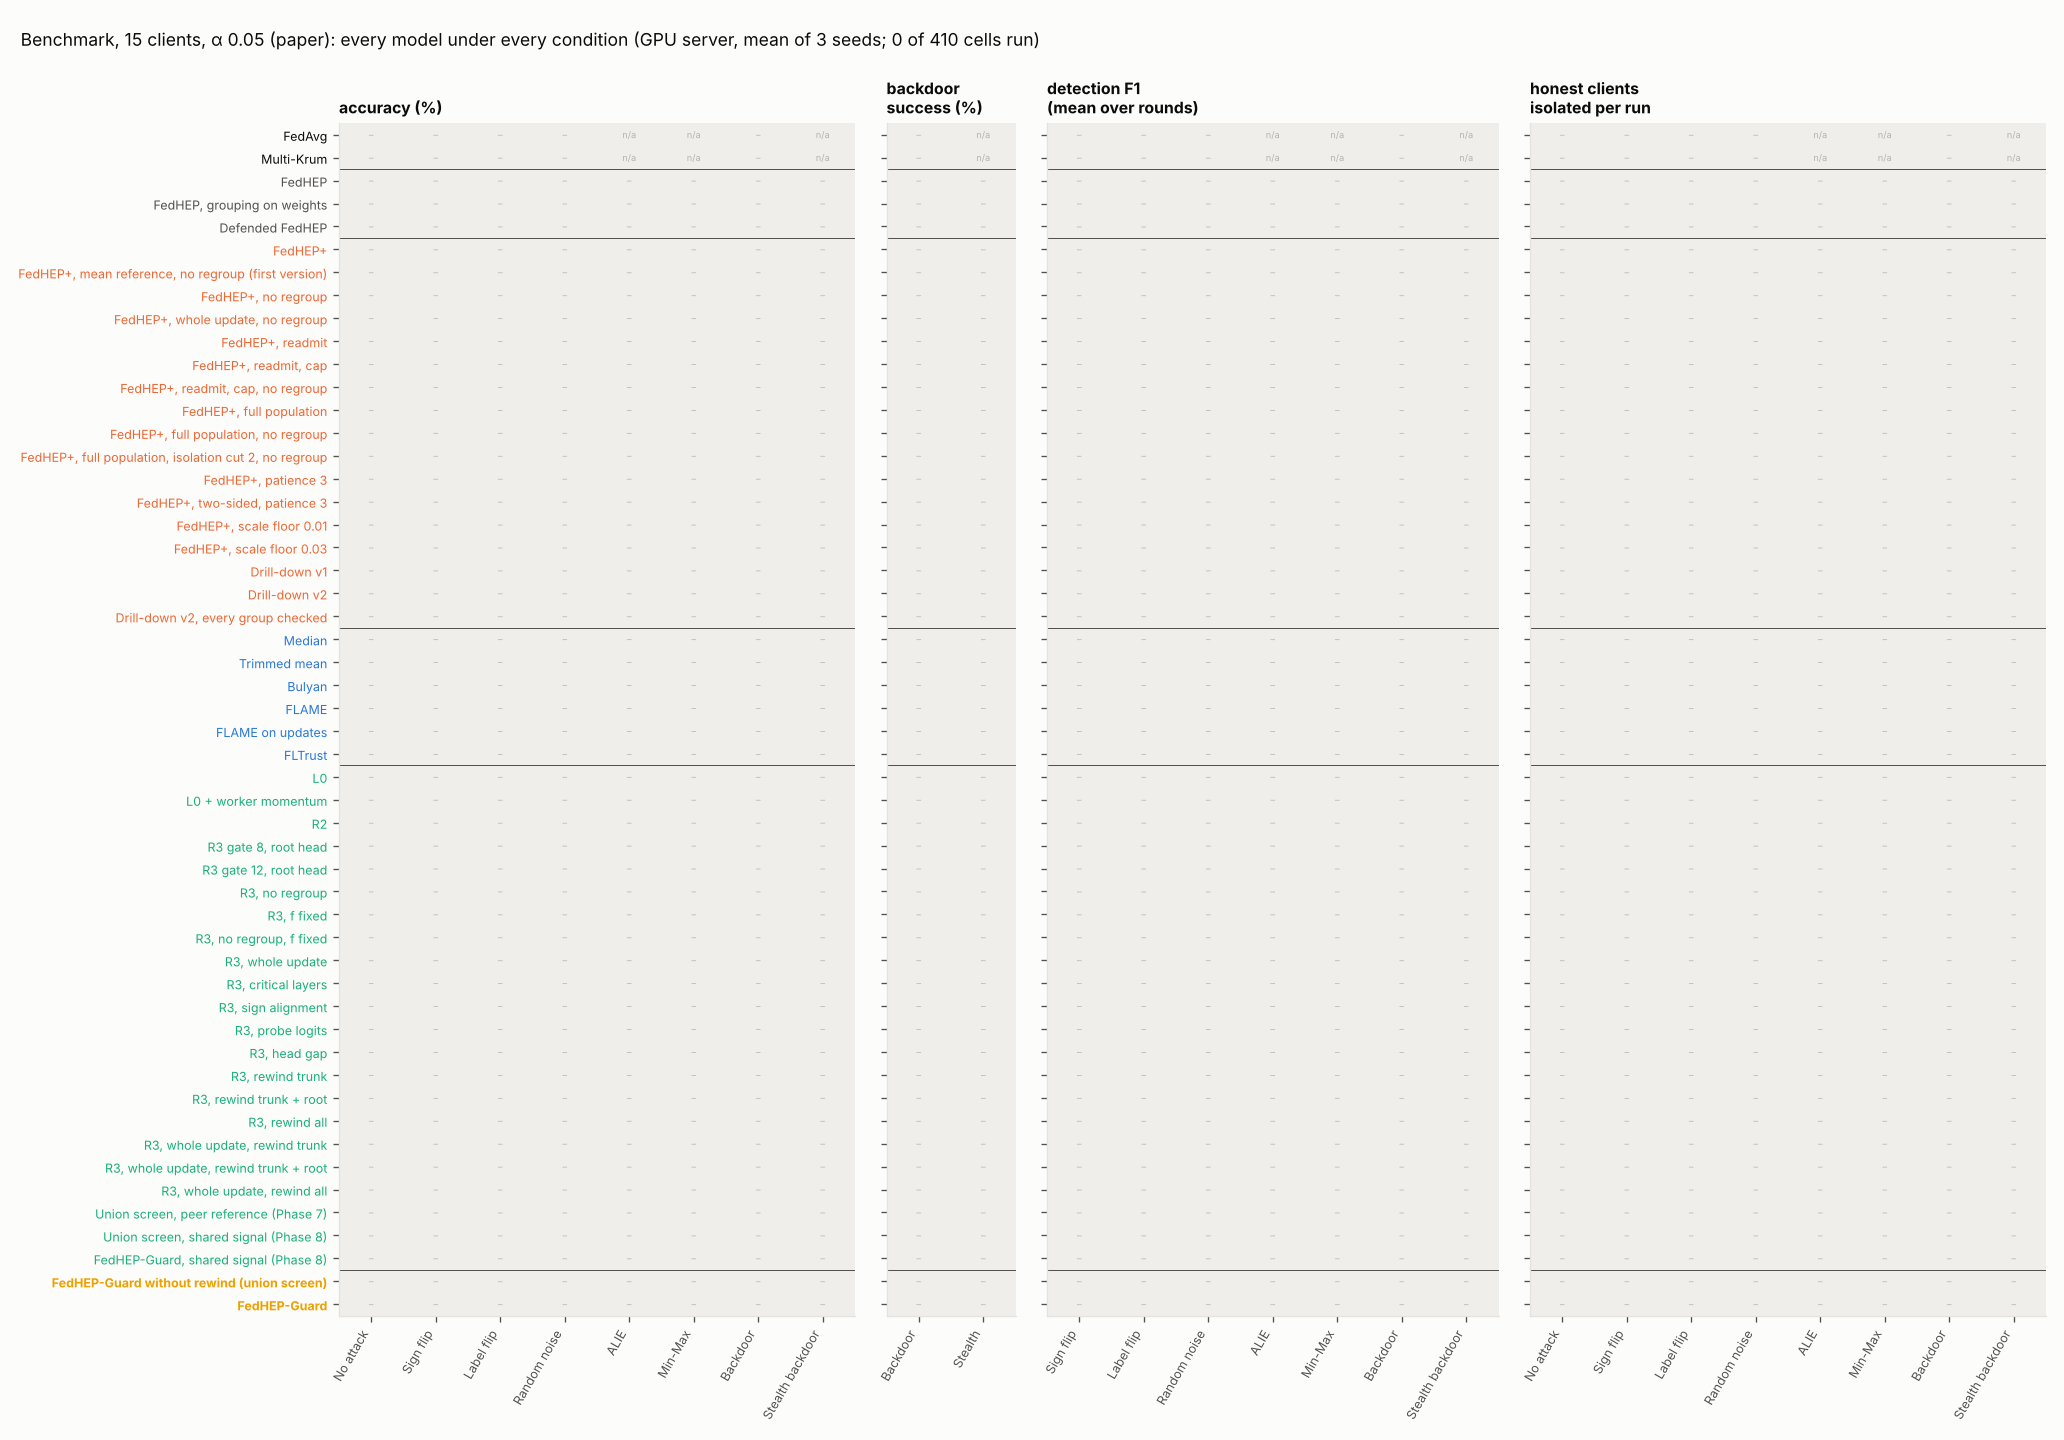 Benchmark, 15 clients, α 0.05 (paper): every model under every condition (GPU server, mean of 3 seeds; 0 of 410 cells run)
accuracy (%)
backdoor
success (%)
detection F1
(mean over rounds)
honest clients
isolated per run
FedAvg – – – – n/a n/a – n/a – n/a – – – n/a n/a – n/a – – – – n/a n/a – n/a
Multi-Krum – – – – n/a n/a – n/a – n/a – – – n/a n/a – n/a – – – – n/a n/a – n/a
FedHEP – – – – – – – – – – – – – – – – – – – – – – – – –
FedHEP, grouping on weights – – – – – – – – – – – – – – – – – – – – – – – – –
Defended FedHEP – – – – – – – – – – – – – – – – – – – – – – – – –
FedHEP+ – – – – – – – – – – – – – – – – – – – – – – – – –
FedHEP+, mean reference, no regroup (first version) – – – – – – – – – – – – – – – – – – – – – – – – –
FedHEP+, no regroup – – – – – – – – – – – – – – – – – – – – – – – – –
FedHEP+, whole update, no regroup – – – – – – – – – – – – – – – – – – – – – – – – –
FedHEP+, readmit – – – – – – – – – – – – – – – – – – – – – – – – –
FedHEP+, readmit, cap – – – – – – – – – – – – – – – – – – – – – – – – –
FedHEP+, readmit, cap, no regroup – – – – – – – – – – – – – – – – – – – – – – – – –
FedHEP+, full population – – – – – – – – – – – – – – – – – – – – – – – – –
FedHEP+, full population, no regroup – – – – – – – – – – – – – – – – – – – – – – – – –
FedHEP+, full population, isolation cut 2, no regroup – – – – – – – – – – – – – – – – – – – – – – – – –
FedHEP+, patience 3 – – – – – – – – – – – – – – – – – – – – – – – – –
FedHEP+, two-sided, patience 3 – – – – – – – – – – – – – – – – – – – – – – – – –
FedHEP+, scale floor 0.01 – – – – – – – – – – – – – – – – – – – – – – – – –
FedHEP+, scale floor 0.03 – – – – – – – – – – – – – – – – – – – – – – – – –
Drill-down v1 – – – – – – – – – – – – – – – – – – – – – – – – –
Drill-down v2 – – – – – – – – – – – – – – – – – – – – – – – – –
Drill-down v2, every group checked – – – – – – – – – – – – – – – – – – – – – – – – –
Median – – – – – – – – – – – – – – – – – – – – – – – – –
Trimmed mean – – – – – – – – – – – – – – – – – – – – – – – – –
Bulyan – – – – – – – – – – – – – – – – – – – – – – – – –
FLAME – – – – – – – – – – – – – – – – – – – – – – – – –
FLAME on updates – – – – – – – – – – – – – – – – – – – – – – – – –
FLTrust – – – – – – – – – – – – – – – – – – – – – – – – –
L0 – – – – – – – – – – – – – – – – – – – – – – – – –
L0 + worker momentum – – – – – – – – – – – – – – – – – – – – – – – – –
R2 – – – – – – – – – – – – – – – – – – – – – – – – –
R3 gate 8, root head – – – – – – – – – – – – – – – – – – – – – – – – –
R3 gate 12, root head – – – – – – – – – – – – – – – – – – – – – – – – –
R3, no regroup – – – – – – – – – – – – – – – – – – – – – – – – –
R3, f fixed – – – – – – – – – – – – – – – – – – – – – – – – –
R3, no regroup, f fixed – – – – – – – – – – – – – – – – – – – – – – – – –
R3, whole update – – – – – – – – – – – – – – – – – – – – – – – – –
R3, critical layers – – – – – – – – – – – – – – – – – – – – – – – – –
R3, sign alignment – – – – – – – – – – – – – – – – – – – – – – – – –
R3, probe logits – – – – – – – – – – – – – – – – – – – – – – – – –
R3, head gap – – – – – – – – – – – – – – – – – – – – – – – – –
R3, rewind trunk – – – – – – – – – – – – – – – – – – – – – – – – –
R3, rewind trunk + root – – – – – – – – – – – – – – – – – – – – – – – – –
R3, rewind all – – – – – – – – – – – – – – – – – – – – – – – – –
R3, whole update, rewind trunk – – – – – – – – – – – – – – – – – – – – – – – – –
R3, whole update, rewind trunk + root – – – – – – – – – – – – – – – – – – – – – – – – –
R3, whole update, rewind all – – – – – – – – – – – – – – – – – – – – – – – – –
Union screen, peer reference (Phase 7) – – – – – – – – – – – – – – – – – – – – – – – – –
Union screen, shared signal (Phase 8) – – – – – – – – – – – – – – – – – – – – – – – – –
FedHEP-Guard, shared signal (Phase 8) – – – – – – – – – – – – – – – – – – – – – – – – –
FedHEP-Guard without rewind (union screen) – – – – – – – – – – – – – – – – – – – – – – – – –
FedHEP-Guard – – – – – – – – – – – – – – – – – – – – – – – – –
No attack Sign flip Label flip Random noise ALIE Min-Max Backdoor Stealth backdoor
Backdoor Stealth
Sign flip Label flip Random noise ALIE Min-Max Backdoor Stealth backdoor
No attack Sign flip Label flip Random noise ALIE Min-Max Backdoor Stealth backdoor